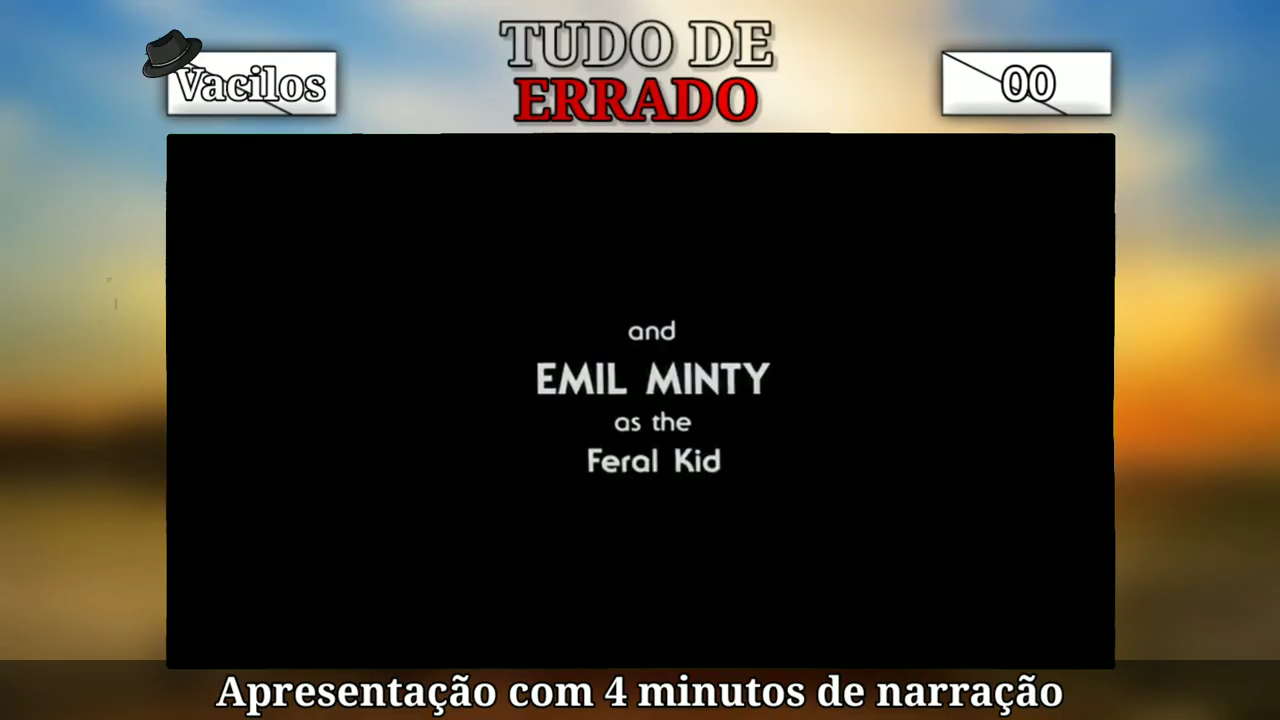 TUDO DE
ERRADO
Vacilos
00
and
EMIL MINTY
as the
Feral Kid
Apresentação com 4 minutos de narração